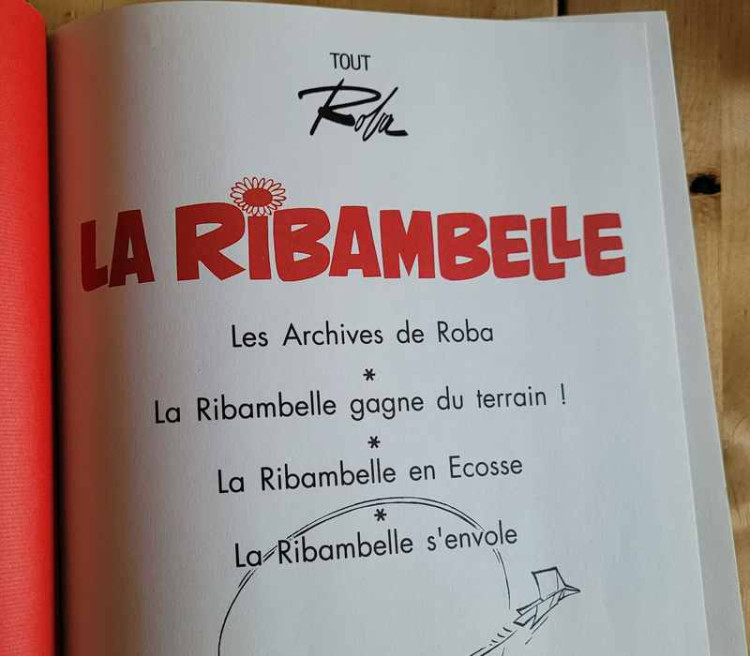 TOUT
Roba
LA RIBAMBELLE
Les Archives de Roba
*
La Ribambelle gagne du terrain !
*
La Ribambelle en Ecosse
*
La Ribambelle s'envole